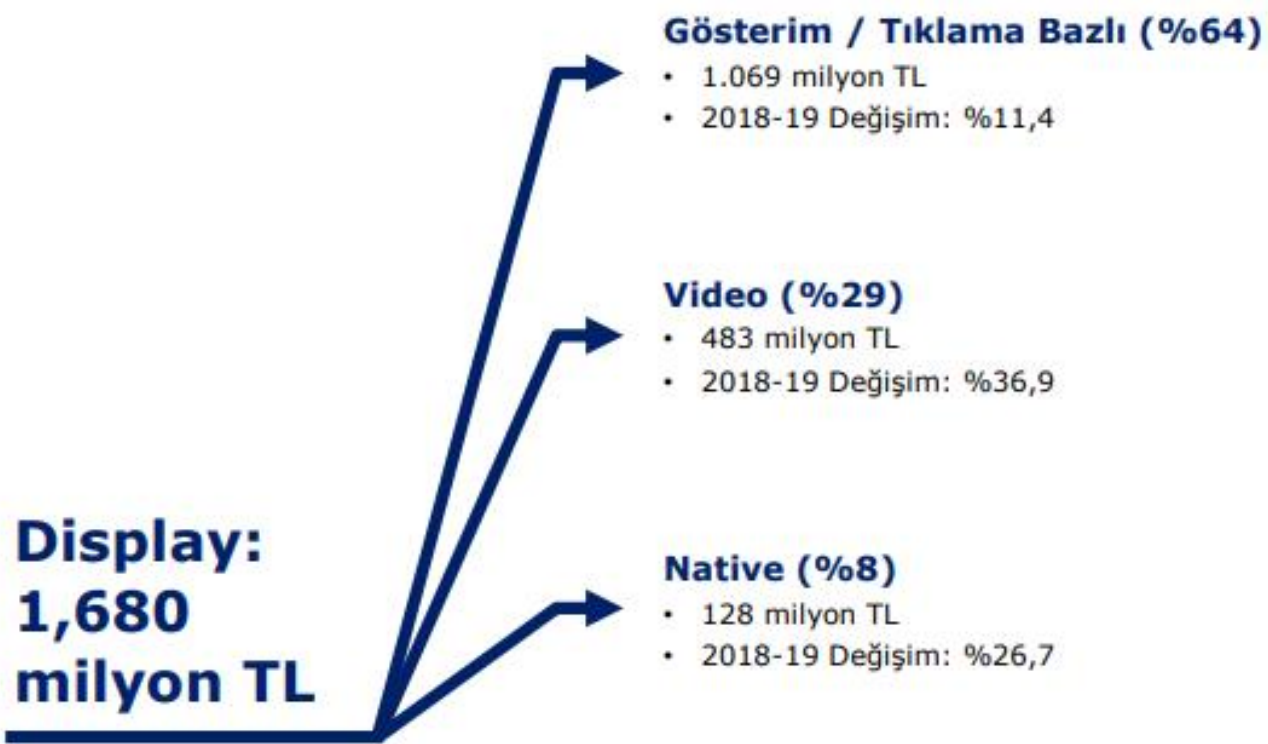 Gösterim / Tıklama Bazlı (%64)
• 1.069 milyon TL
• 2018-19 Değişim: %11,4
Video (%29)
• 483 milyon TL
• 2018-19 Değişim: %36,9
Display:
1,680
milyon TL
Native (%8)
• 128 milyon TL
• 2018-19 Değişim: %26,7